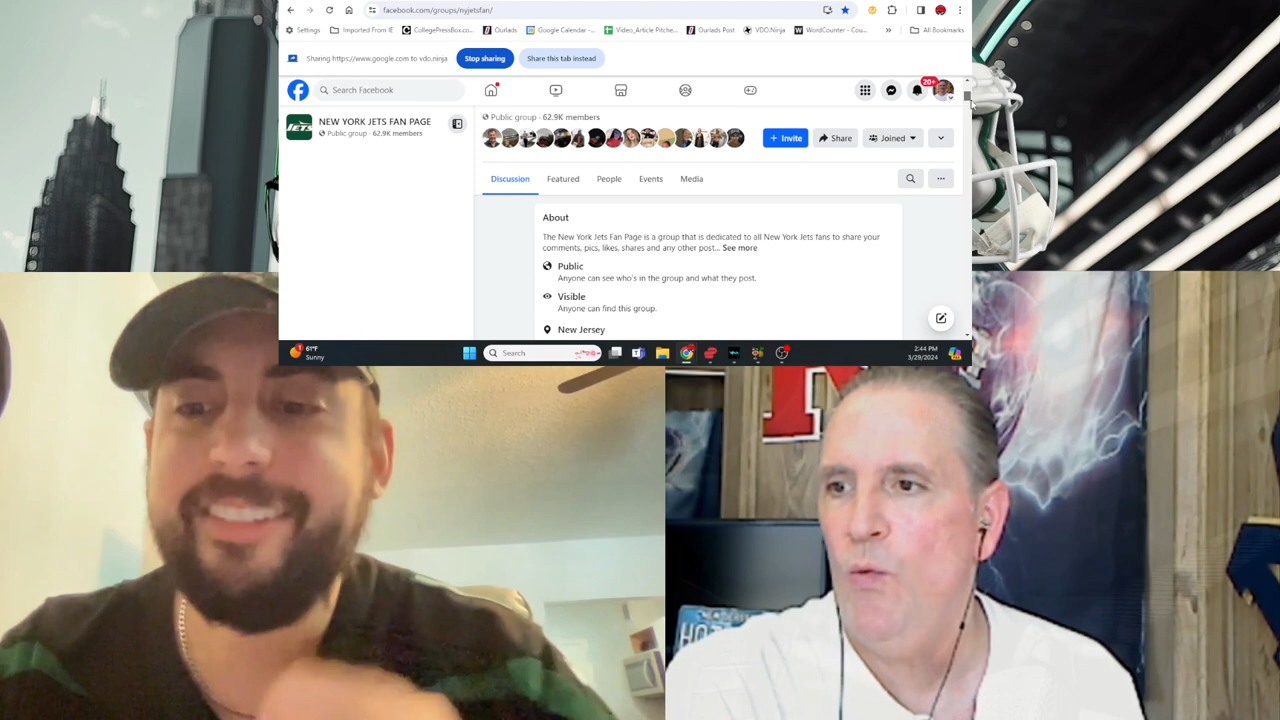 facebook.com/groups/nyjetsfan/
Settings Imported From IE CollegePressBox.co... Ourlads Google Calendar -... Video_Article Pitche... Ourlads Post VDO.Ninja WordCounter - Cou... » All Bookmarks
Sharing https://www.google.com to vdo.ninja Stop sharing Share this tab instead
Search Facebook
20+
JETS
NEW YORK JETS FAN PAGE
Public group · 62.9K members
Public group · 62.9K members
+ Invite Share Joined
Discussion Featured People Events Media
About
The New York Jets Fan Page is a group that is dedicated to all New York Jets fans to share your
comments, pics, likes, shares and any other post... See more
Public
Anyone can see who's in the group and what they post.
Visible
Anyone can find this group.
New Jersey
1
61°F
Sunny
Search
2:44 PM
3/29/2024